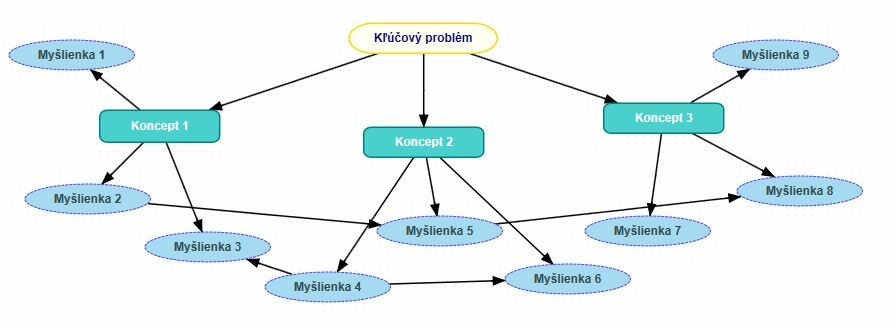 Kľúčový problém
Myšlienka 1
Myšlienka 9
Koncept 1
Koncept 2
Koncept 3
Myšlienka 2
Myšlienka 8
Myšlienka 3
Myšlienka 5
Myšlienka 7
Myšlienka 4
Myšlienka 6